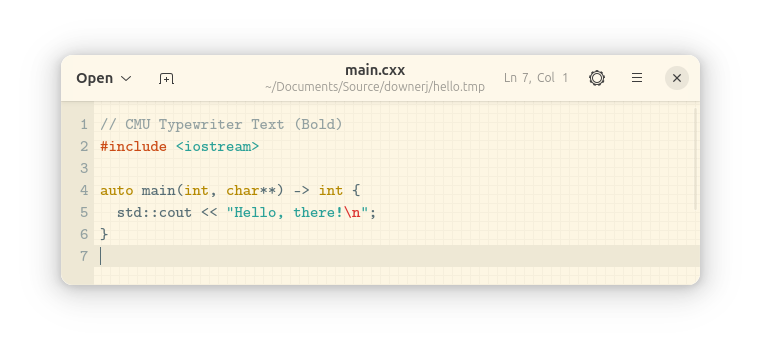 Open
main.cxx
~/Documents/Source/downerj/hello.tmp
Ln 7, Col 1
1 // CMU Typewriter Text (Bold)
2 #include <iostream>
3
4 auto main(int, char**) -> int {
5   std::cout << "Hello, there!\n";
6 }
7